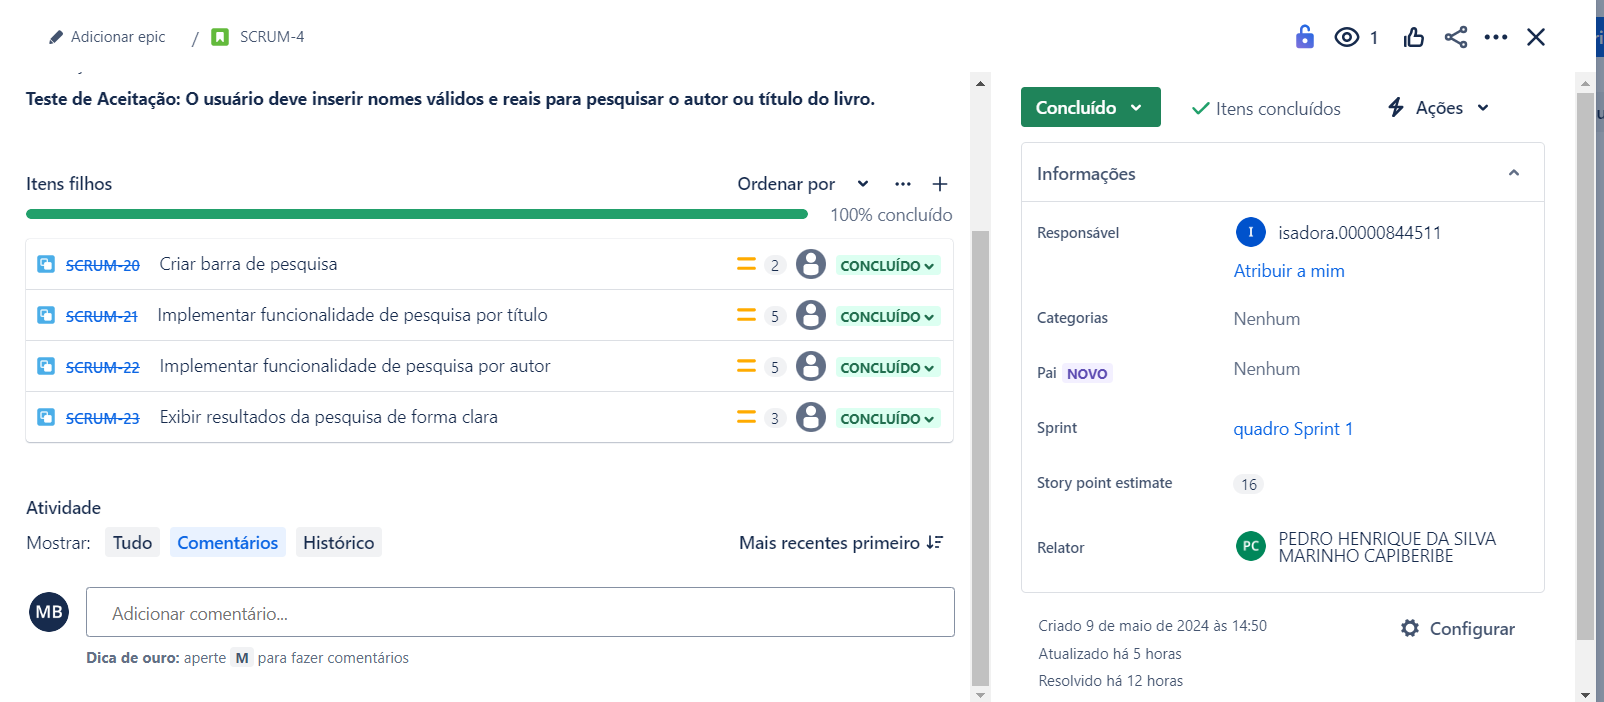 Adicionar epic / SCRUM-4
1
Teste de Aceitação: O usuário deve inserir nomes válidos e reais para pesquisar o autor ou título do livro.
Itens filhos
Ordenar por
100% concluído
SCRUM-20 Criar barra de pesquisa 2 CONCLUÍDO
SCRUM-21 Implementar funcionalidade de pesquisa por título 5 CONCLUÍDO
SCRUM-22 Implementar funcionalidade de pesquisa por autor 5 CONCLUÍDO
SCRUM-23 Exibir resultados da pesquisa de forma clara 3 CONCLUÍDO
Atividade
Mostrar: Tudo Comentários Histórico Mais recentes primeiro
MB Adicionar comentário...
Dica de ouro: aperte M para fazer comentários
Concluído Itens concluídos Ações
Informações
Responsável I isadora.00000844511
Atribuir a mim
Categorias Nenhum
Pai NOVO Nenhum
Sprint quadro Sprint 1
Story point estimate 16
Relator PC PEDRO HENRIQUE DA SILVA
MARINHO CAPIBERIBE
Criado 9 de maio de 2024 às 14:50
Atualizado há 5 horas
Resolvido há 12 horas
Configurar